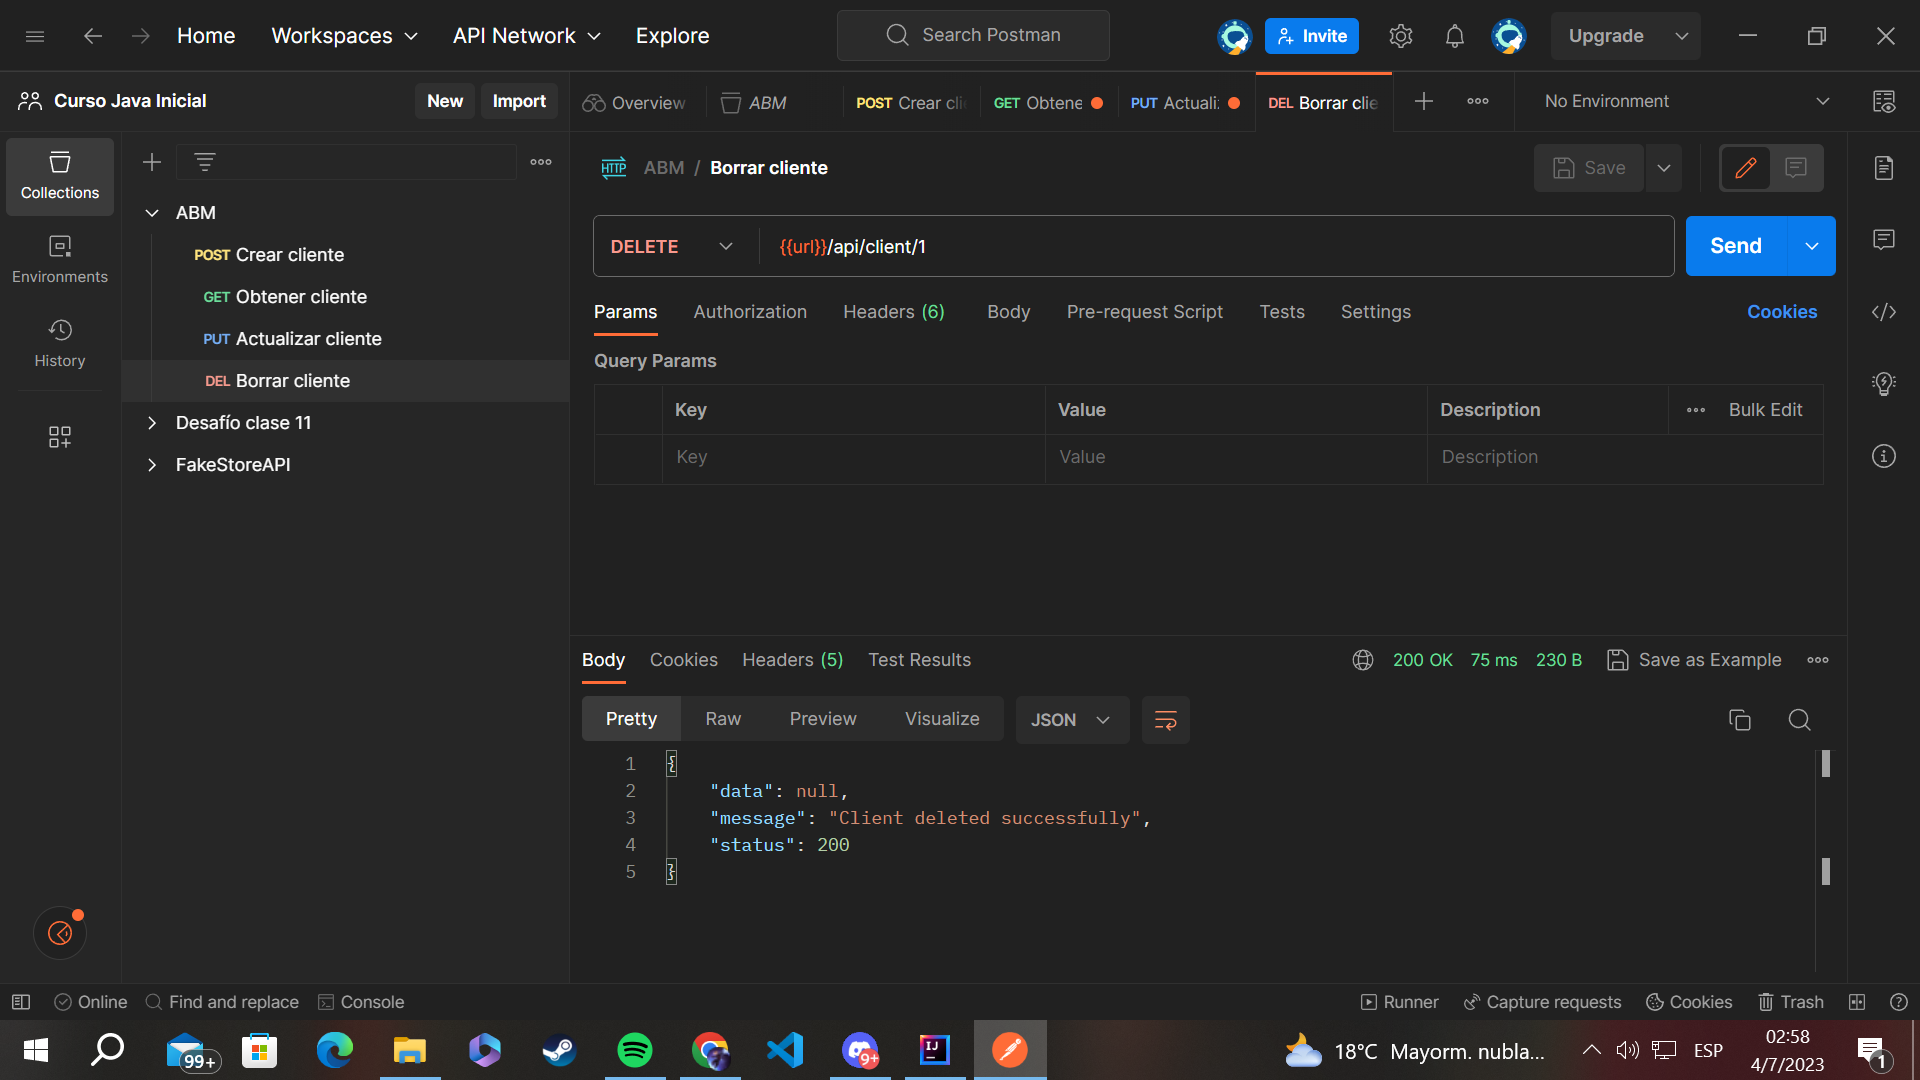 Home
Workspaces
API Network
Explore
Search Postman
Invite
Upgrade
Curso Java Inicial
New
Import
Overview
ABM
POST Crear clie
GET Obtene
PUT Actuali
DEL Borrar clie
No Environment
Collections
Environments
History
ABM
POST Crear cliente
GET Obtener cliente
PUT Actualizar cliente
DEL Borrar cliente
Desafío clase 11
FakeStoreAPI
HTTP ABM / Borrar cliente
Save
DELETE
{{url}}/api/client/1
Send
Params
Authorization
Headers (6)
Body
Pre-request Script
Tests
Settings
Cookies
Query Params
Key
Value
Description
Bulk Edit
Key
Value
Description
Body
Cookies
Headers (5)
Test Results
200 OK
75 ms
230 B
Save as Example
Pretty
Raw
Preview
Visualize
JSON
1 {
2 "data": null,
3 "message": "Client deleted successfully",
4 "status": 200
5 }
Online
Find and replace
Console
Runner
Capture requests
Cookies
Trash
99+
9+
IJ
18°C Mayorm. nubla...
ESP
02:58
4/7/2023
1